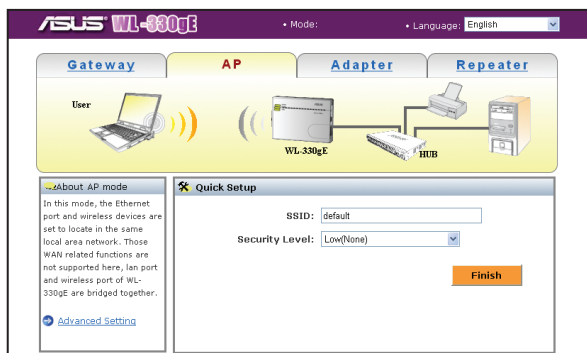 ASUS WL-330gE
• Mode:
• Language: English
Gateway
AP
Adapter
Repeater
User
WL-330gE
HUB
About AP mode
In this mode, the Ethernet
port and wireless devices are
set to locate in the same
local area network. Those
WAN related functions are
not supported here, lan port
and wireless port of WL-
330gE are bridged together.
Advanced Setting
Quick Setup
SSID: default
Security Level: Low(None)
Finish